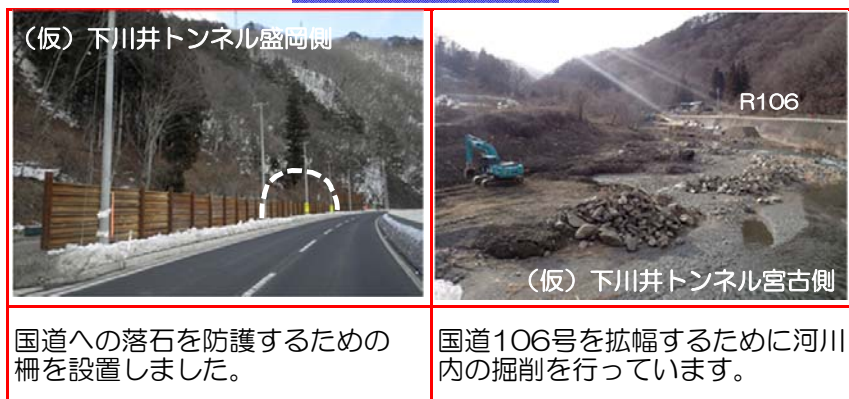 （仮）下川井トンネル盛岡側
R106
（仮）下川井トンネル宮古側
国道への落石を防護するための
柵を設置しました。
国道106号を拡幅するために河川
内の掘削を行っています。